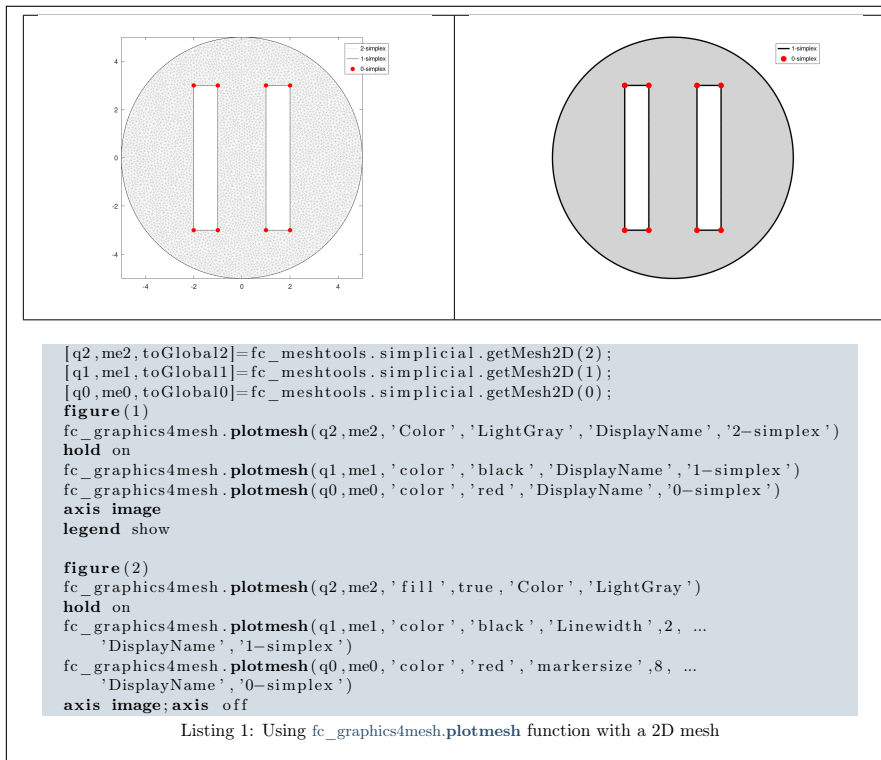 2-simplex
1-simplex
0-simplex
4
2
0
-2
-4
-4
-2
0
2
4
1-simplex
0-simplex
[q2,me2,toGlobal2]=fc_meshtools.simplicial.getMesh2D(2);
[q1,me1,toGlobal1]=fc_meshtools.simplicial.getMesh2D(1);
[q0,me0,toGlobal0]=fc_meshtools.simplicial.getMesh2D(0);
figure(1)
fc_graphics4mesh.plotmesh(q2,me2,'Color','LightGray','DisplayName','2−simplex')
hold on
fc_graphics4mesh.plotmesh(q1,me1,'color','black','DisplayName','1−simplex')
fc_graphics4mesh.plotmesh(q0,me0,'color','red','DisplayName','0−simplex')
axis image
legend show
figure(2)
fc_graphics4mesh.plotmesh(q2,me2,'fill',true,'Color','LightGray')
hold on
fc_graphics4mesh.plotmesh(q1,me1,'color','black','Linewidth',2, ...
'DisplayName','1−simplex')
fc_graphics4mesh.plotmesh(q0,me0,'color','red','markersize',8, ...
'DisplayName','0−simplex')
axis image;axis off
Listing 1: Using fc_graphics4mesh.plotmesh function with a 2D mesh